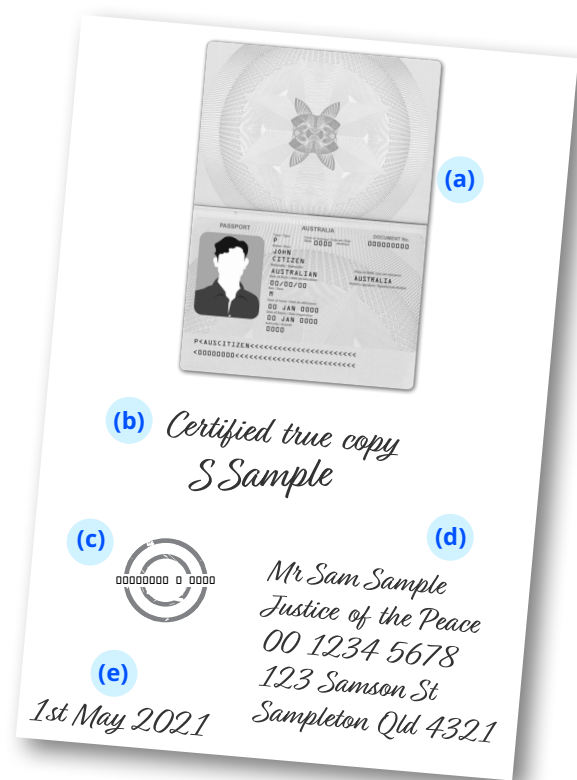 (a)
PASSPORT
AUSTRALIA
DOCUMENT No.
P
0000
000000000
JOHN
CITIZEN
AUSTRALIAN
AUSTRALIA
00/00/00
M
00 JAN 0000
00 JAN 0000
0000
P<AUSCITIZEN<<<<<<<<<<<<<<<<<<<<<<
<00000000<<<<<<<<<<<<<<<<<<<<<<<
(b)
Certified true copy
S Sample
(c)
(d)
Mr Sam Sample
Justice of the Peace
00 1234 5678
123 Samson St
Sampleton Qld 4321
(e)
1st May 2021